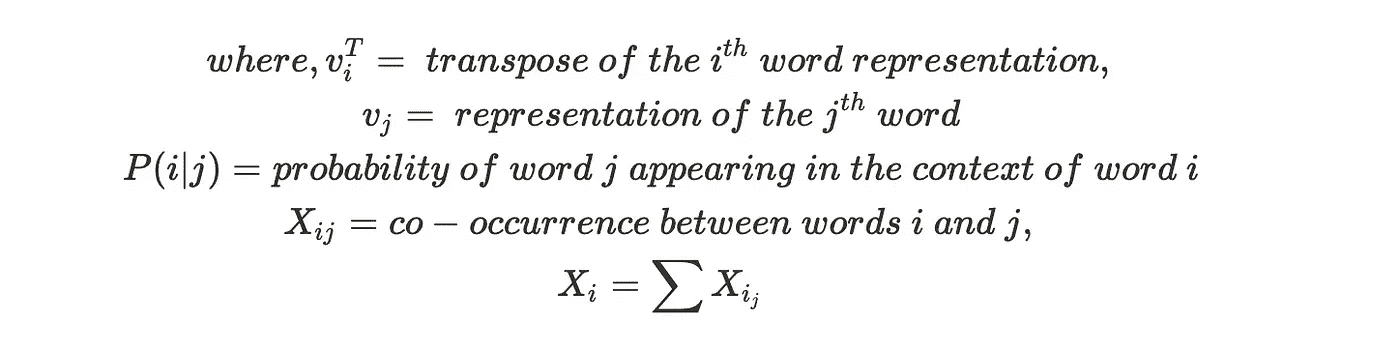 where, v_i^T = transpose of the i^th word representation,
v_j = representation of the j^th word
P(i|j) = probability of word j appearing in the context of word i
X_ij = co − occurrence between words i and j,
X_i = ∑ X_i_j